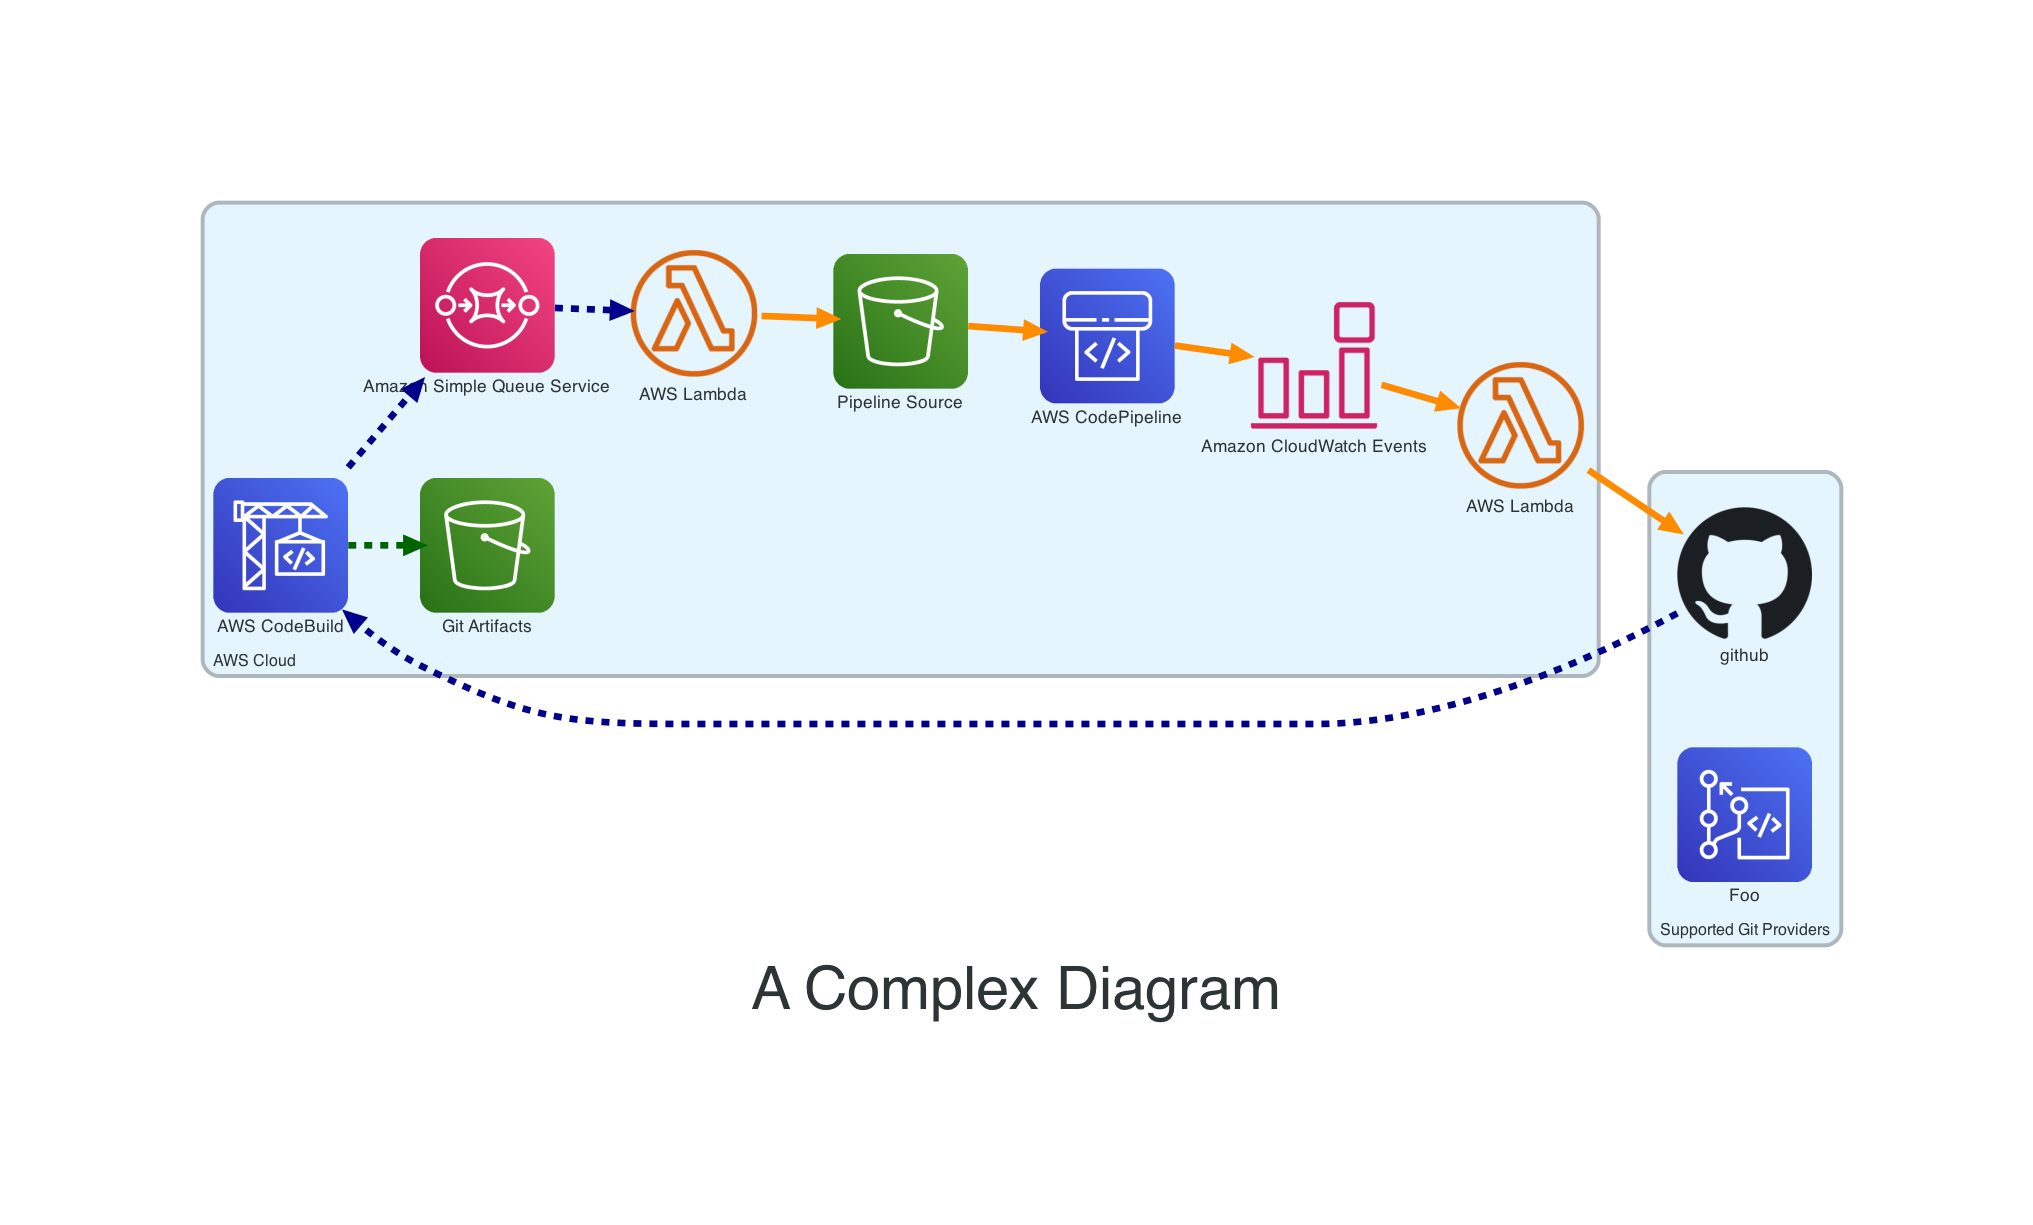 Amazon Simple Queue Service
AWS Lambda
Pipeline Source
AWS CodePipeline
Amazon CloudWatch Events
AWS Lambda
AWS CodeBuild
Git Artifacts
AWS Cloud
github
Foo
Supported Git Providers
A Complex Diagram